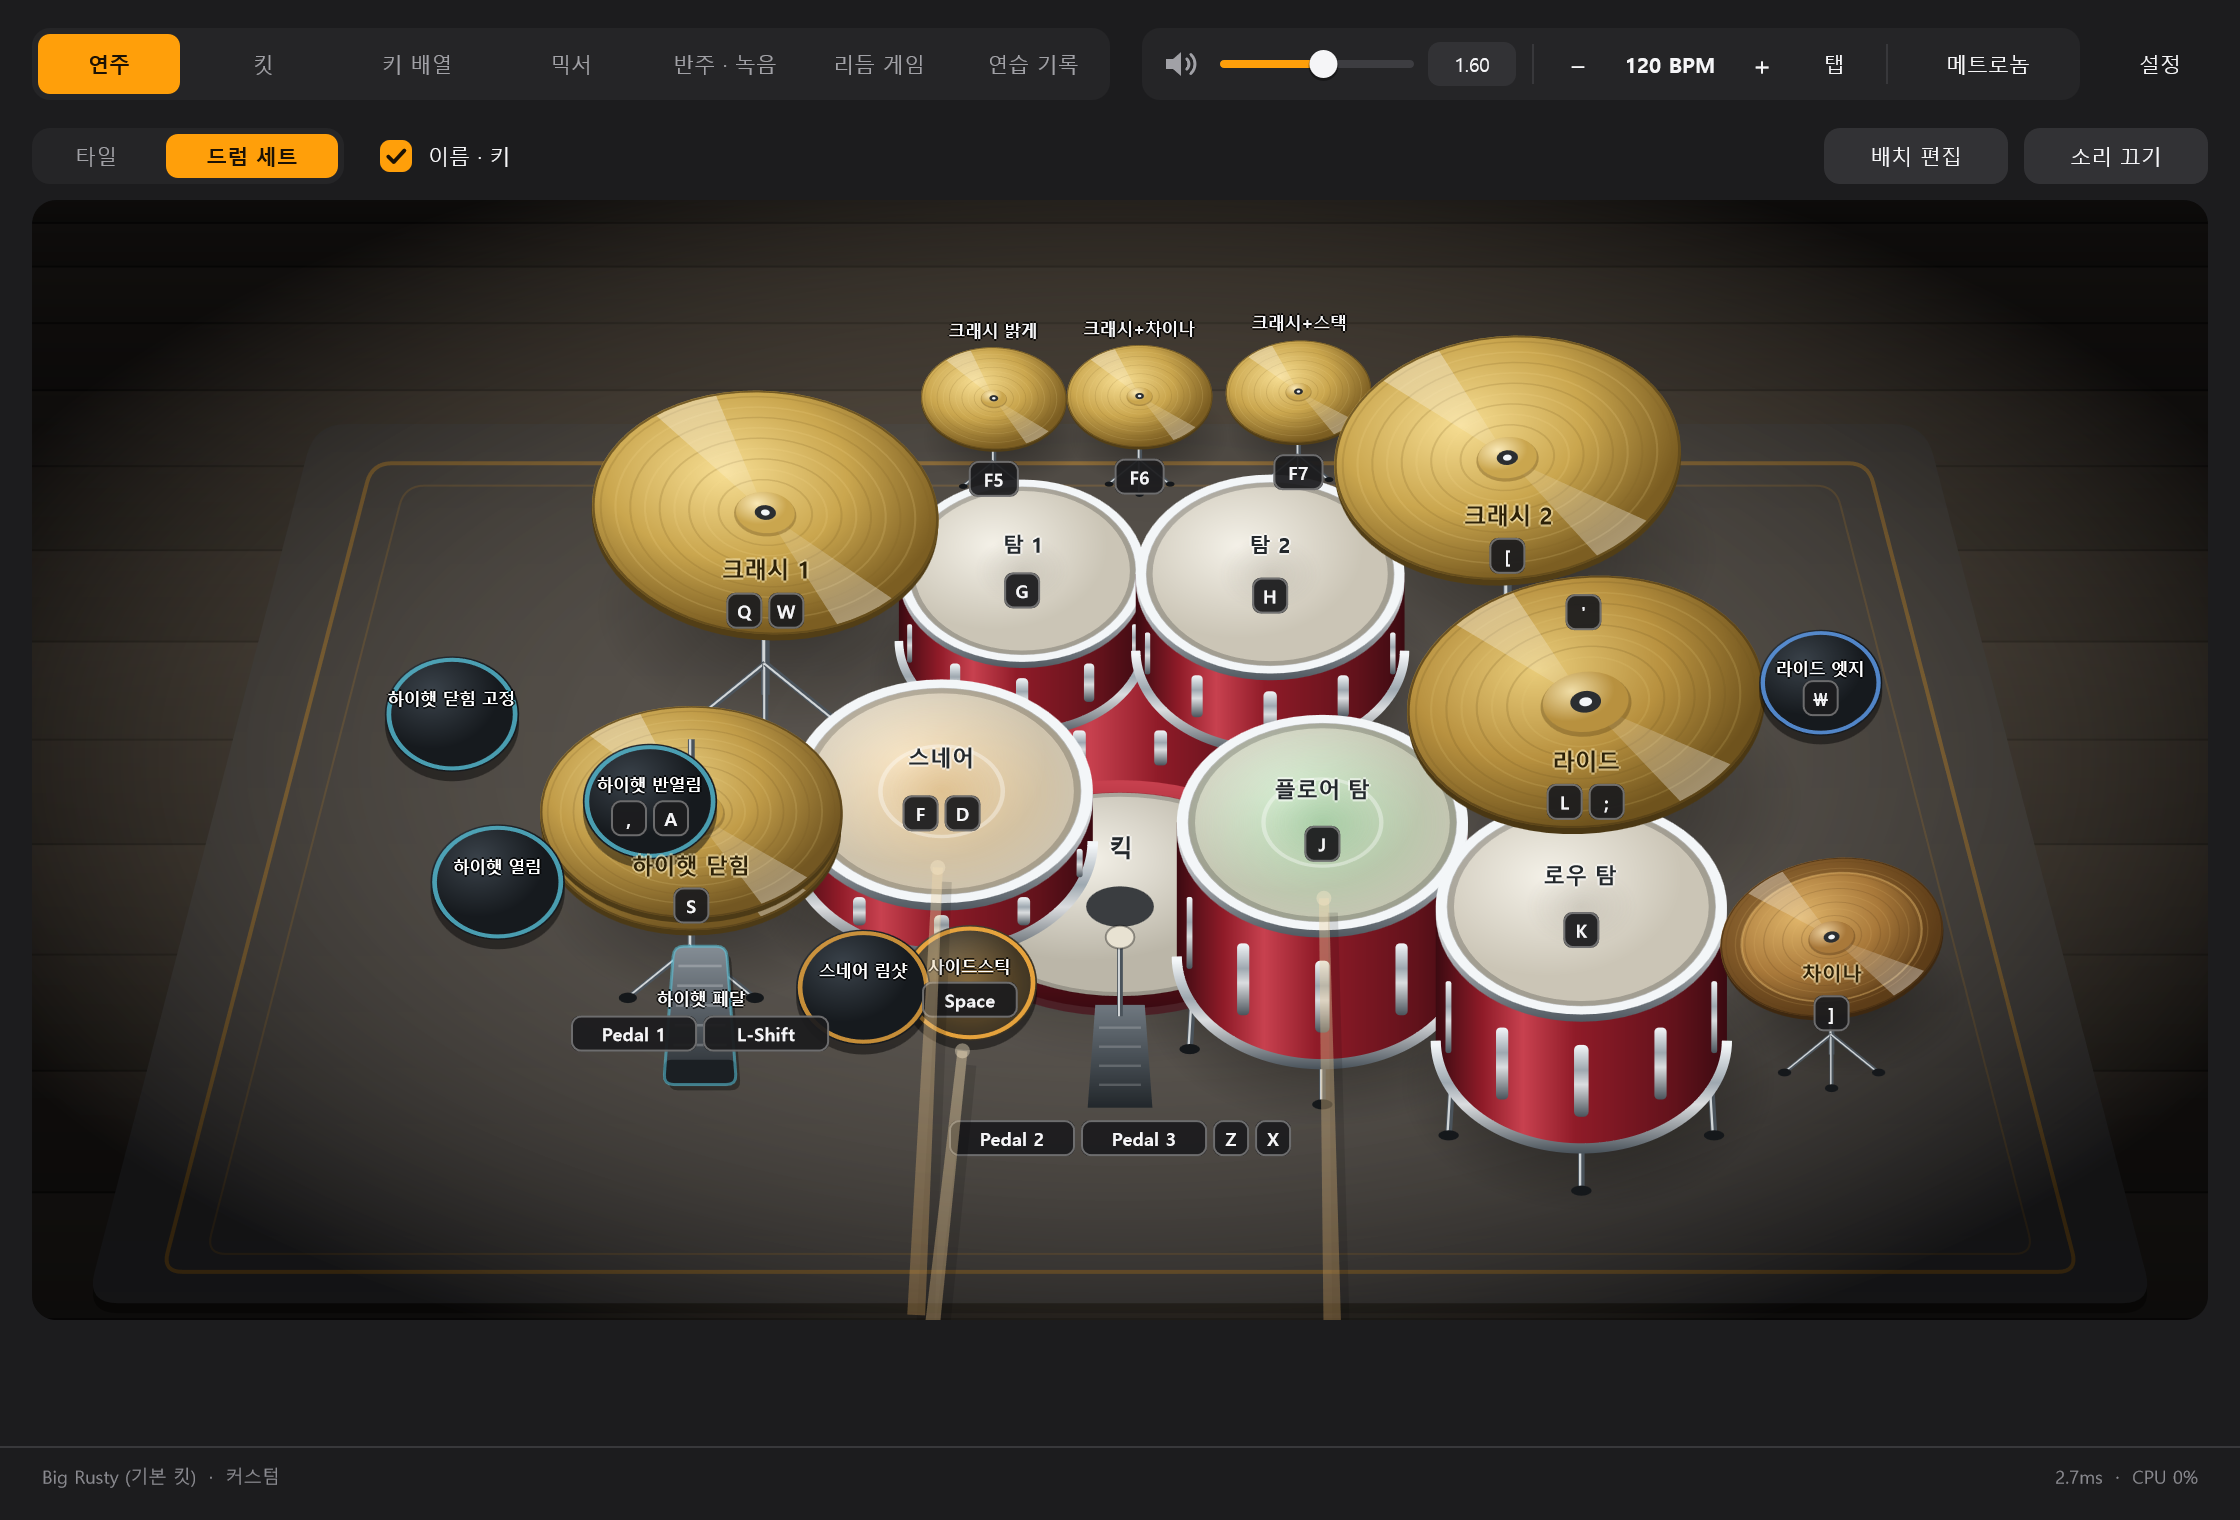 연주 킷 키 배열 믹서 반주 · 녹음 리듬 게임 연습 기록 1.60 − 120 BPM + 탭 메트로놈 설정
타일 드럼 세트 이름 · 키 배치 편집 소리 끄기
크래시 밝게 크래시+차이나 크래시+스택
F5 F6 F7
크래시 2
[
탐 1 탐 2
크래시 1
G H
Q W
'
라이드 엣지
₩
하이햇 닫힘 고정
스네어
라이드
하이햇 반열림
플로어 탐
, A
F D
L ;
킥
J
하이햇 열림
하이햇 닫힘
로우 탐
S
K
스네어 림샷 사이드스틱
차이나
하이햇 페달
Space
]
Pedal 1 L-Shift
Pedal 2 Pedal 3 Z X
Big Rusty (기본 킷) · 커스텀 2.7ms · CPU 0%